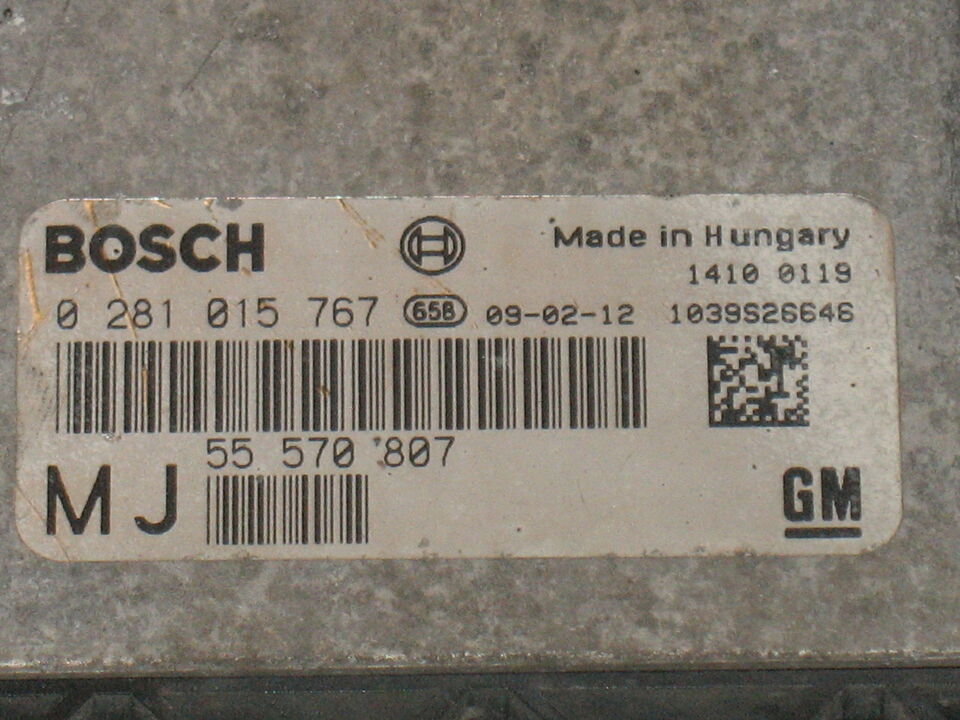 BOSCH
Made in Hungary
1410 0119
0 281 015 767 65B 09-02-12 1039S26646
55 570 807
MJ
GM